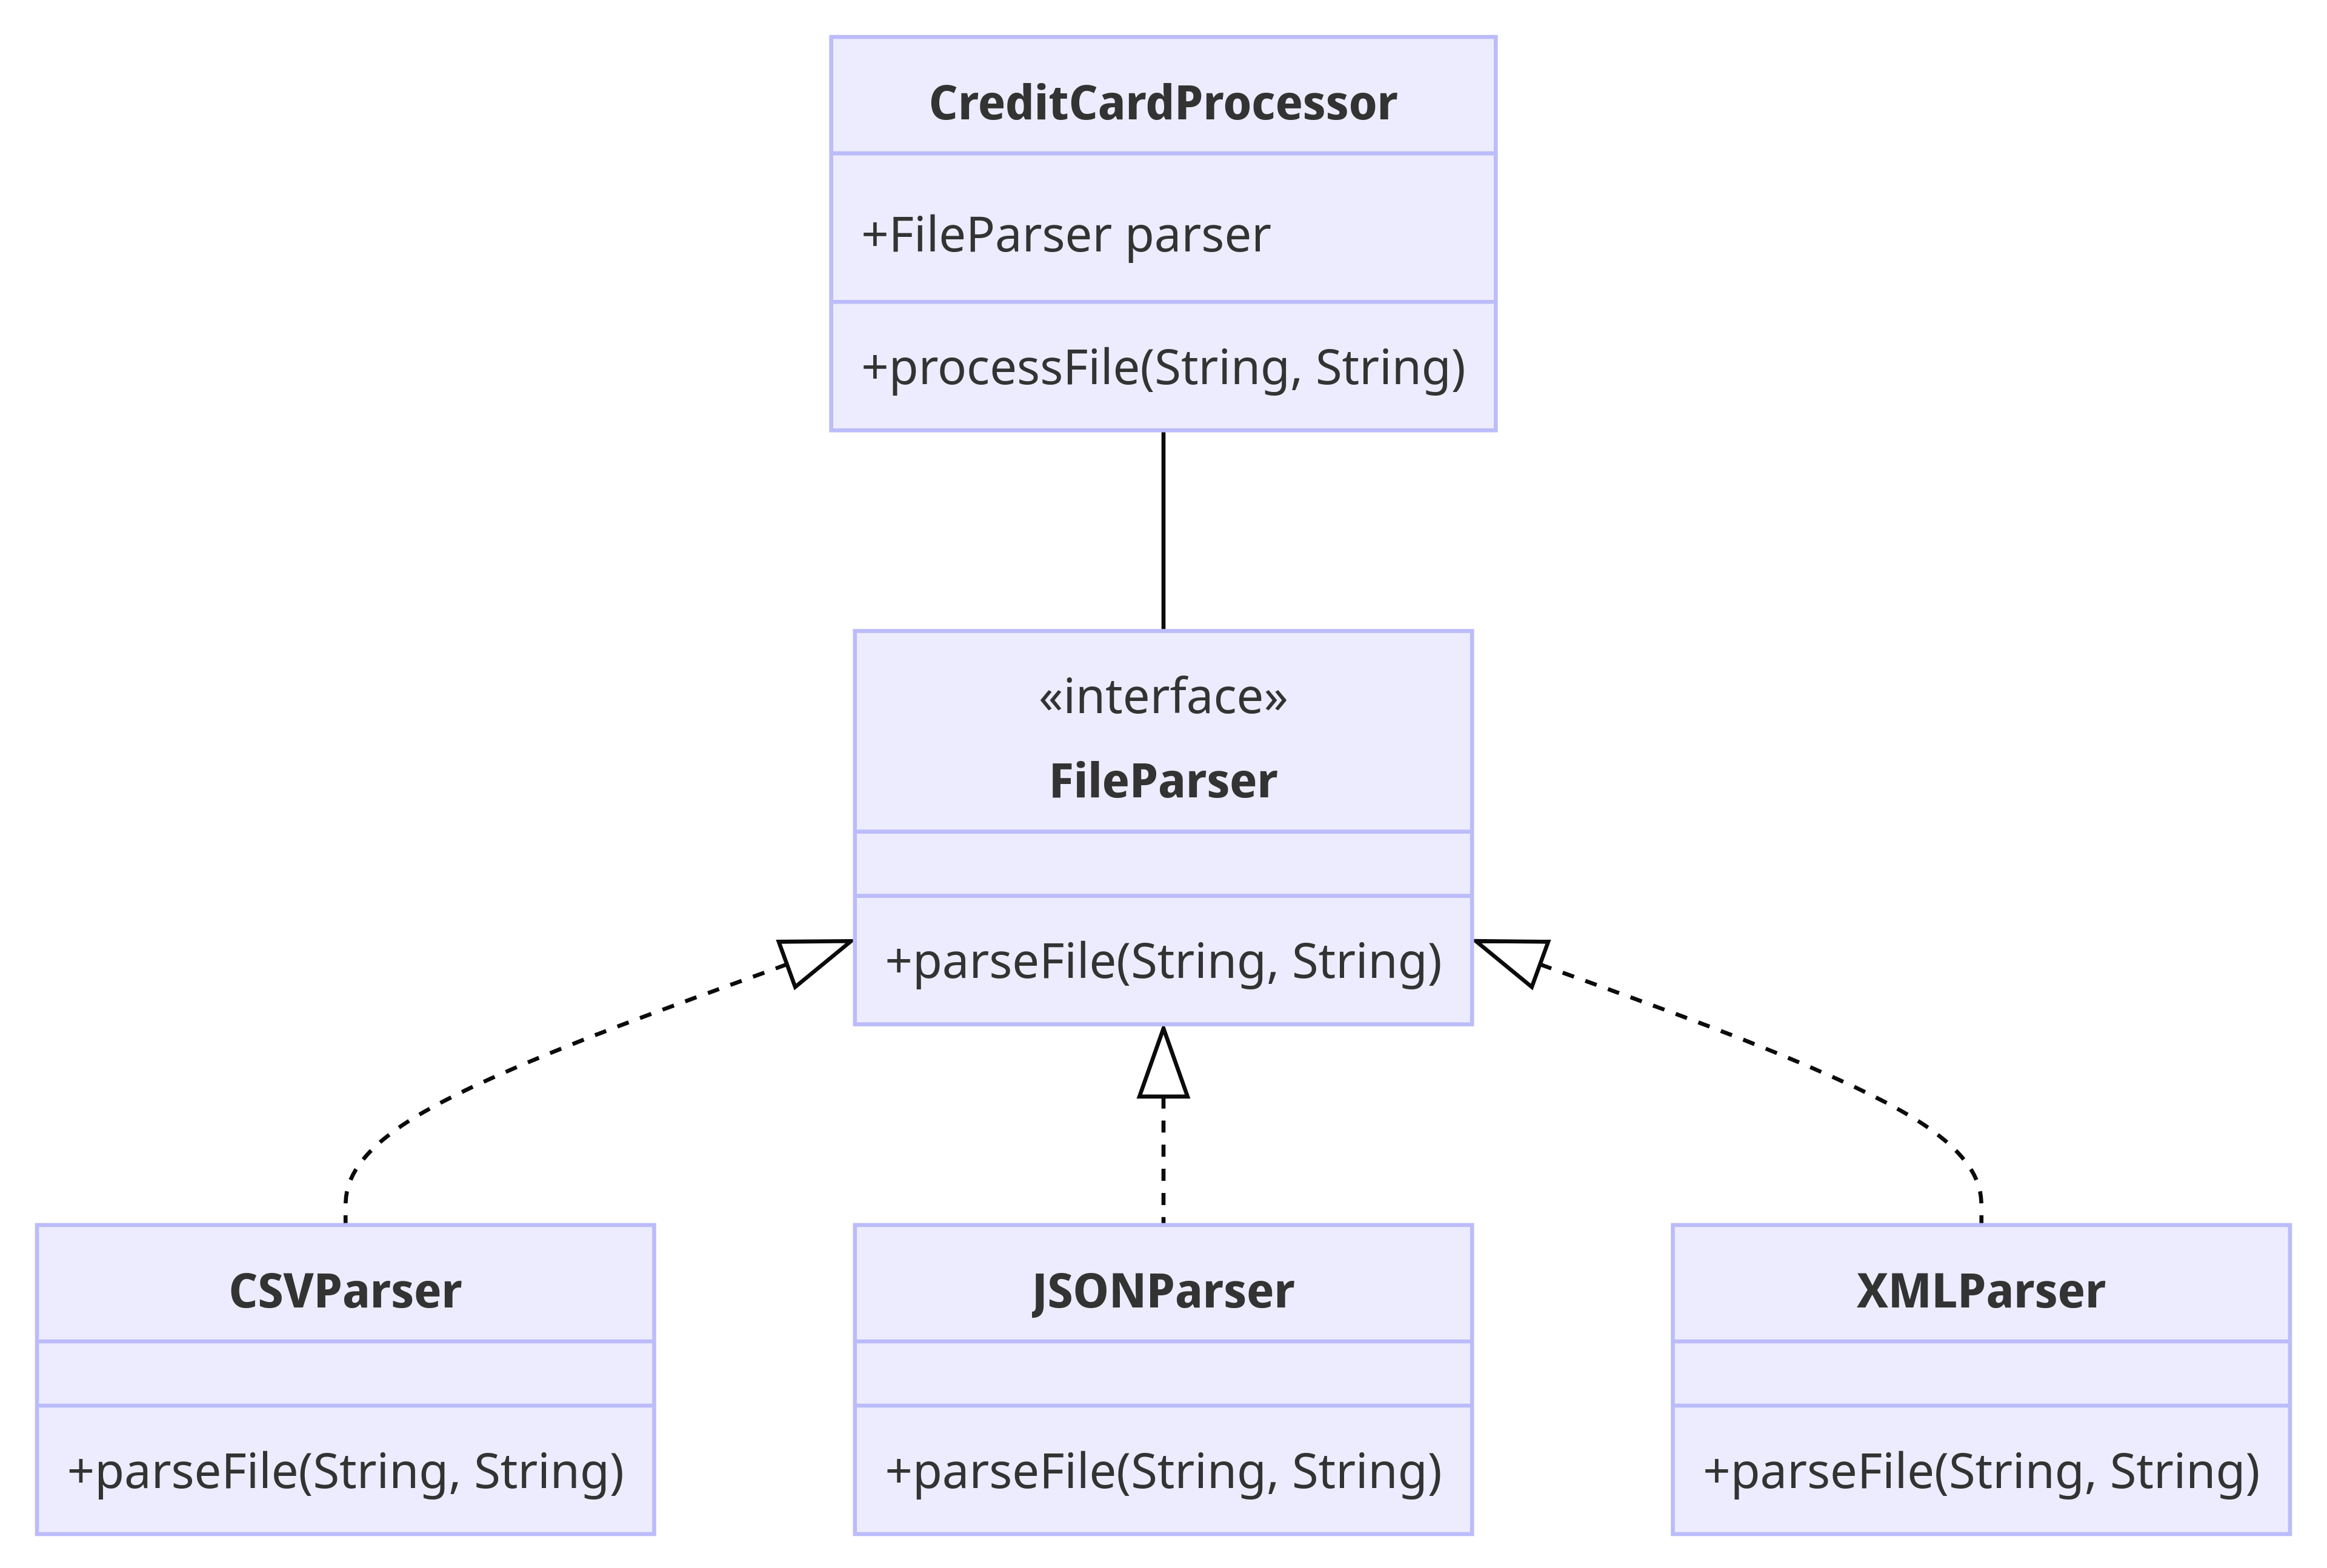 CreditCardProcessor
+FileParser parser
+processFile(String, String)
«interface»
FileParser
+parseFile(String, String)
CSVParser
+parseFile(String, String)
JSONParser
+parseFile(String, String)
XMLParser
+parseFile(String, String)